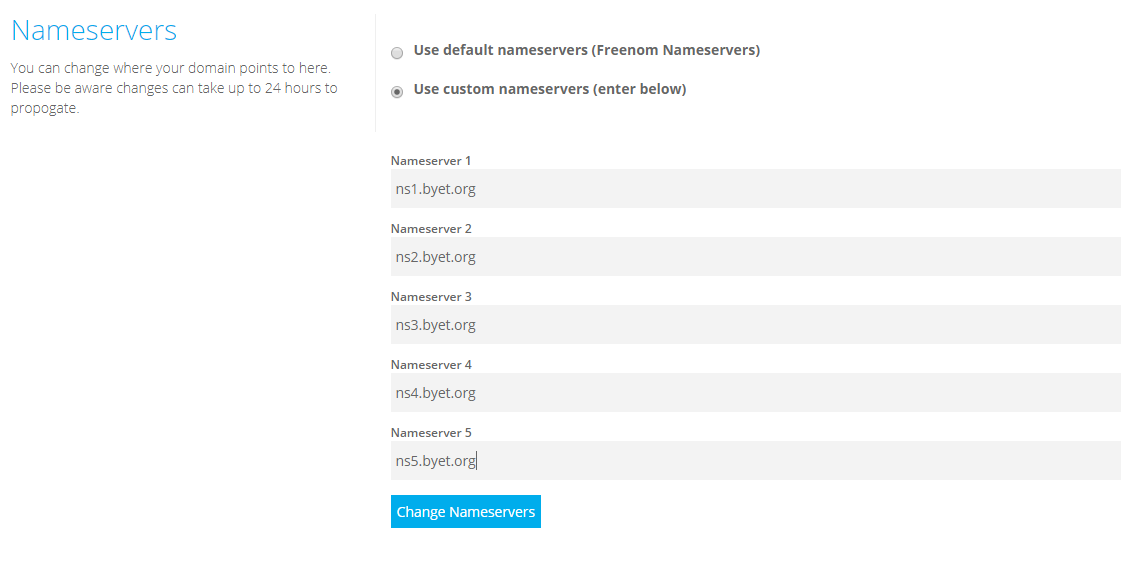 Nameservers
You can change where your domain points to here.
Please be aware changes can take up to 24 hours to
propogate.
Use default nameservers (Freenom Nameservers)
Use custom nameservers (enter below)
Nameserver 1
ns1.byet.org
Nameserver 2
ns2.byet.org
Nameserver 3
ns3.byet.org
Nameserver 4
ns4.byet.org
Nameserver 5
ns5.byet.org
Change Nameservers